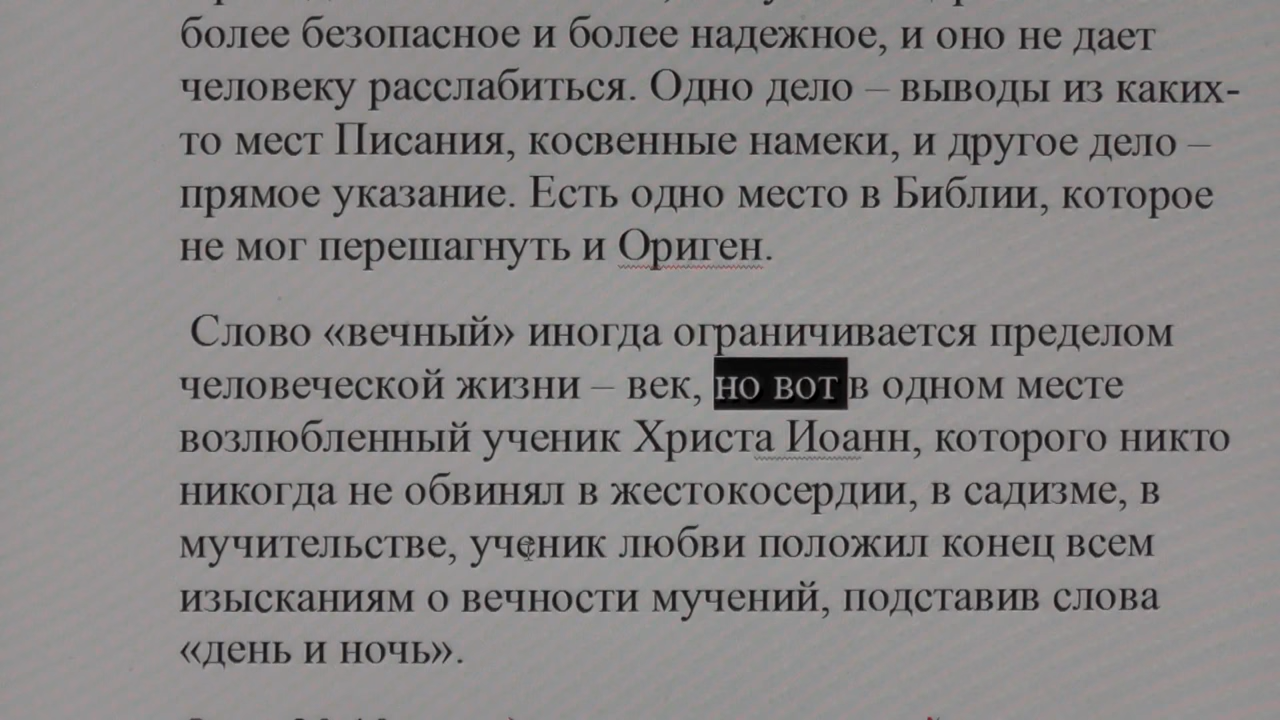 более безопасное и более надежное, и оно не дает
человеку расслабиться. Одно дело – выводы из каких-
то мест Писания, косвенные намеки, и другое дело –
прямое указание. Есть одно место в Библии, которое
не мог перешагнуть и Ориген.
Слово «вечный» иногда ограничивается пределом
человеческой жизни – век, но вот в одном месте
возлюбленный ученик Христа Иоанн, которого никто
никогда не обвинял в жестокосердии, в садизме, в
мучительстве, ученик любви положил конец всем
изысканиям о вечности мучений, подставив слова
«день и ночь».